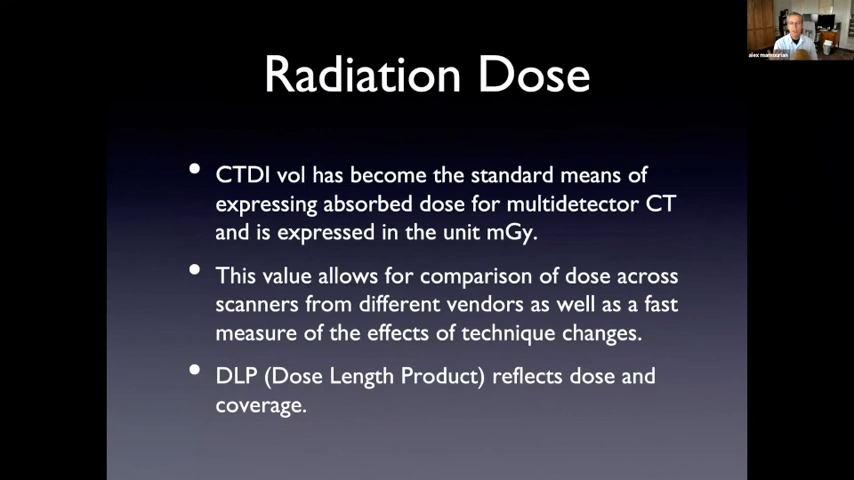 Radiation Dose
alex mamourian
• CTDI vol has become the standard means of
expressing absorbed dose for multidetector CT
and is expressed in the unit mGy.
• This value allows for comparison of dose across
scanners from different vendors as well as a fast
measure of the effects of technique changes.
• DLP (Dose Length Product) reflects dose and
coverage.